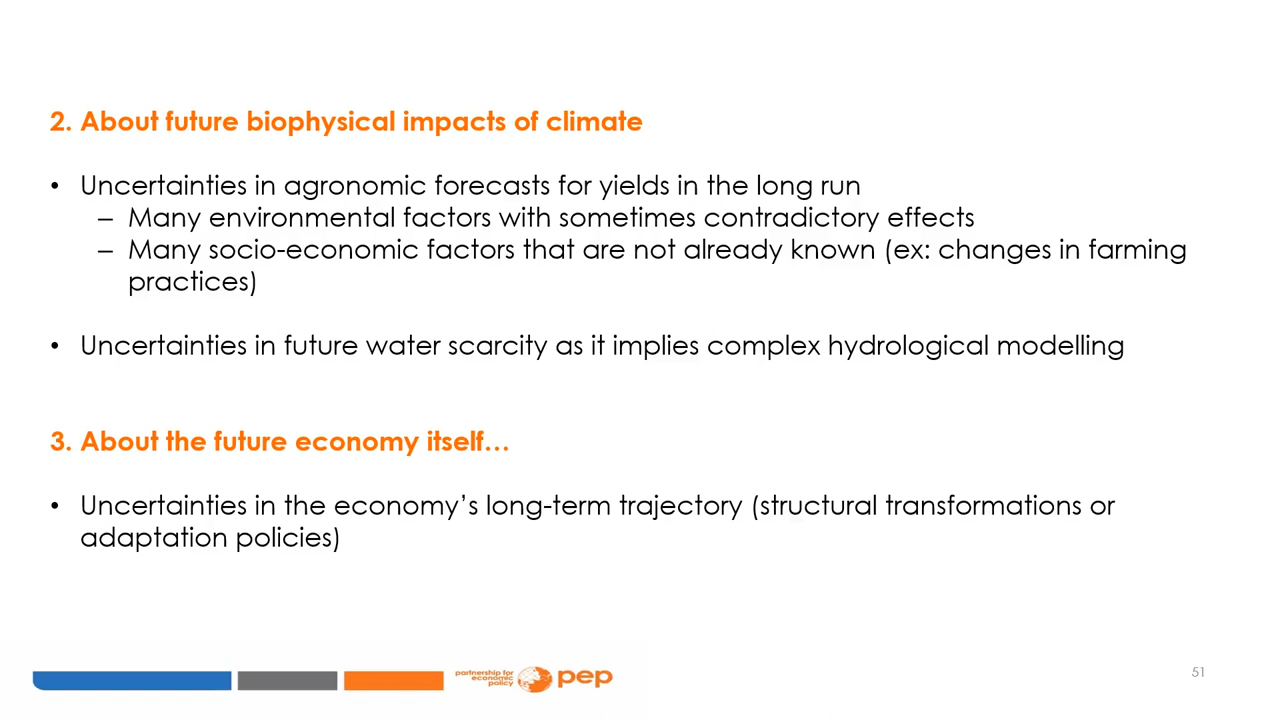 2. About future biophysical impacts of climate
• Uncertainties in agronomic forecasts for yields in the long run
– Many environmental factors with sometimes contradictory effects
– Many socio-economic factors that are not already known (ex: changes in farming
practices)
• Uncertainties in future water scarcity as it implies complex hydrological modelling
3. About the future economy itself…
• Uncertainties in the economy’s long-term trajectory (structural transformations or
adaptation policies)
partnership for
economic
policy
pep
51